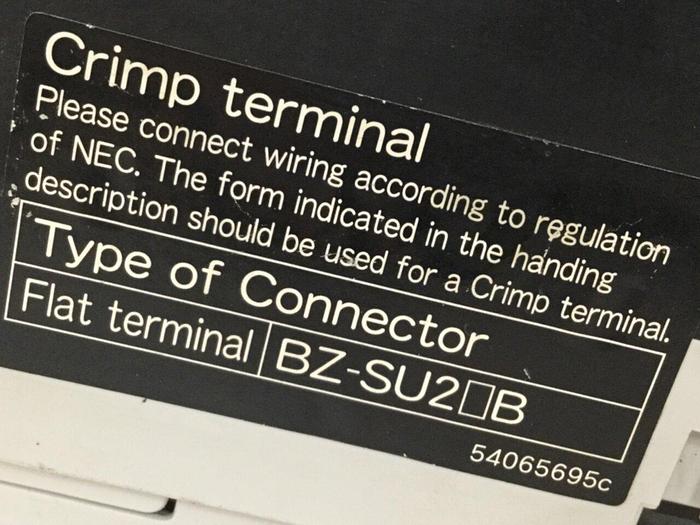 Crimp terminal
Please connect wiring according to regulation
of NEC. The form indicated in the handing
description should be used for a Crimp terminal.
Type of Connector
Flat terminal BZ-SU2□B
54065695c